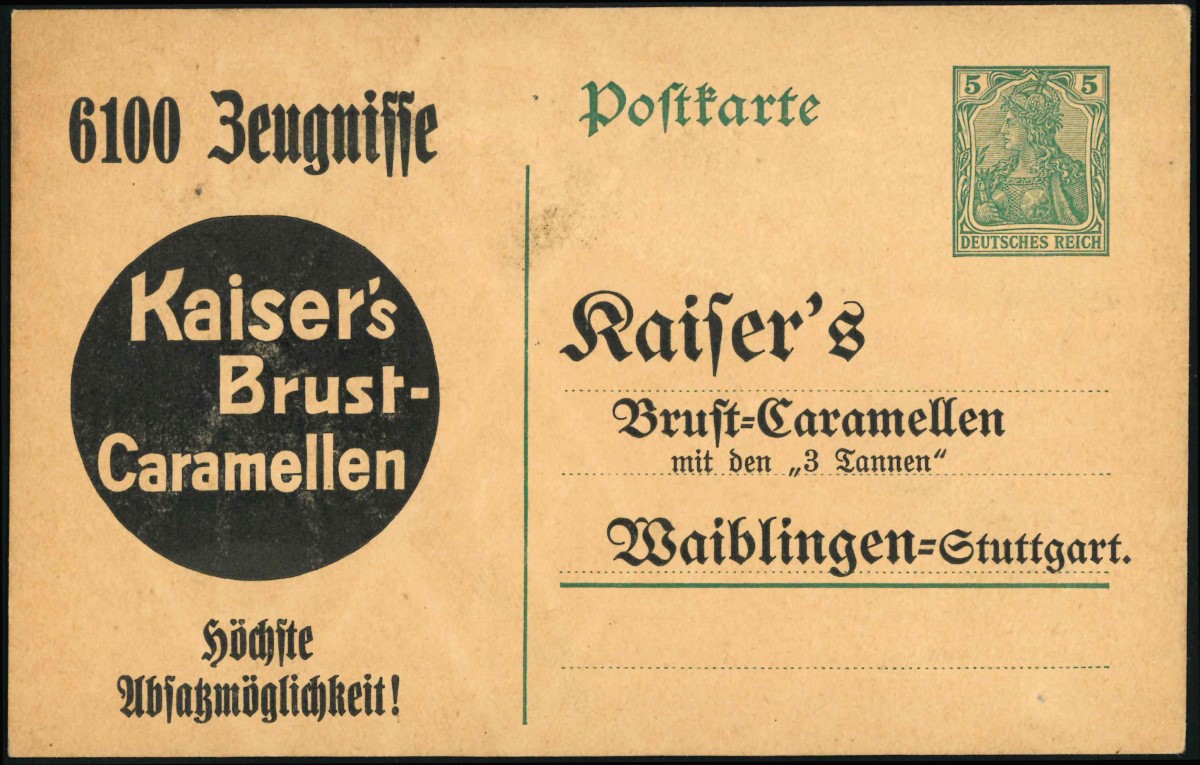 6100 Zeugnisse
Kaiser's
Brust-
Caramellen
Höchste
Absatzmöglichkeit!
Postkarte
5 5
DEUTSCHES REICH
Kaiser's
Brust-Caramellen
mit den „3 Tannen“
Waiblingen-Stuttgart.